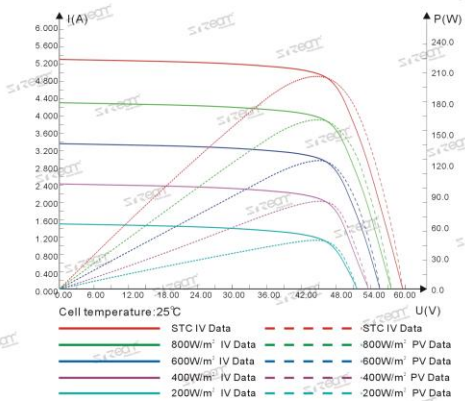 I(A)
P(W)
6.000
5.600
5.200
4.800
4.400
4.000
3.600
3.200
2.800
2.400
2.000
1.600
1.200
0.800
0.400
0.000
240.0
210.0
180.0
150.0
120.0
90.0
60.0
30.0
0.0
0.00 6.00 12.00 18.00 24.00 30.00 36.00 42.00 48.00 54.00 60.00
Cell temperature:25℃ U(V)
STC IV Data STC IV Data
800W/m² IV Data 800W/m² PV Data
600W/m² IV Data 600W/m² PV Data
400W/m² IV Data 400W/m² PV Data
200W/m² IV Data 200W/m² PV Data